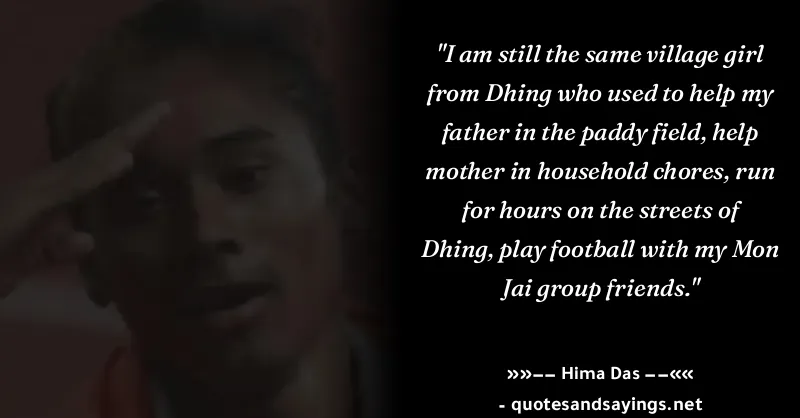 "I am still the same village girl
from Dhing who used to help my
father in the paddy field, help
mother in household chores, run
for hours on the streets of
Dhing, play football with my Mon
Jai group friends."
»»–– Hima Das ––««
- quotesandsayings.net